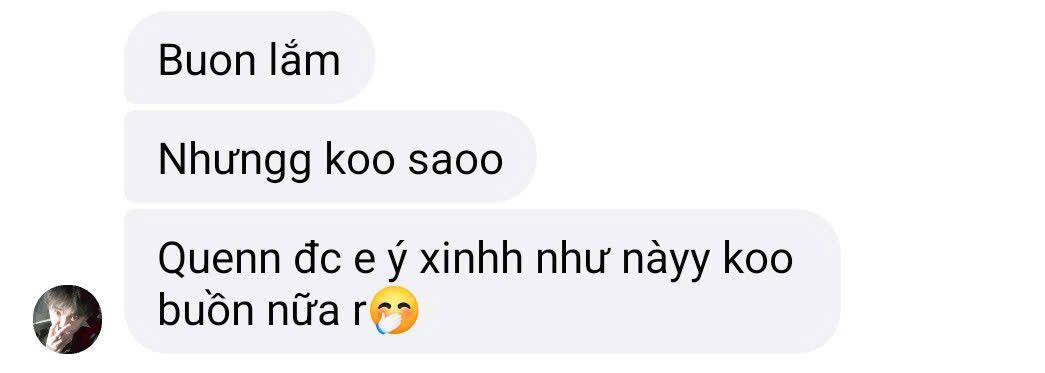 Buon lắm
Nhưngg koo saoo
Quenn đc e ý xinhh như nàyy koo
buồn nữa r🤭